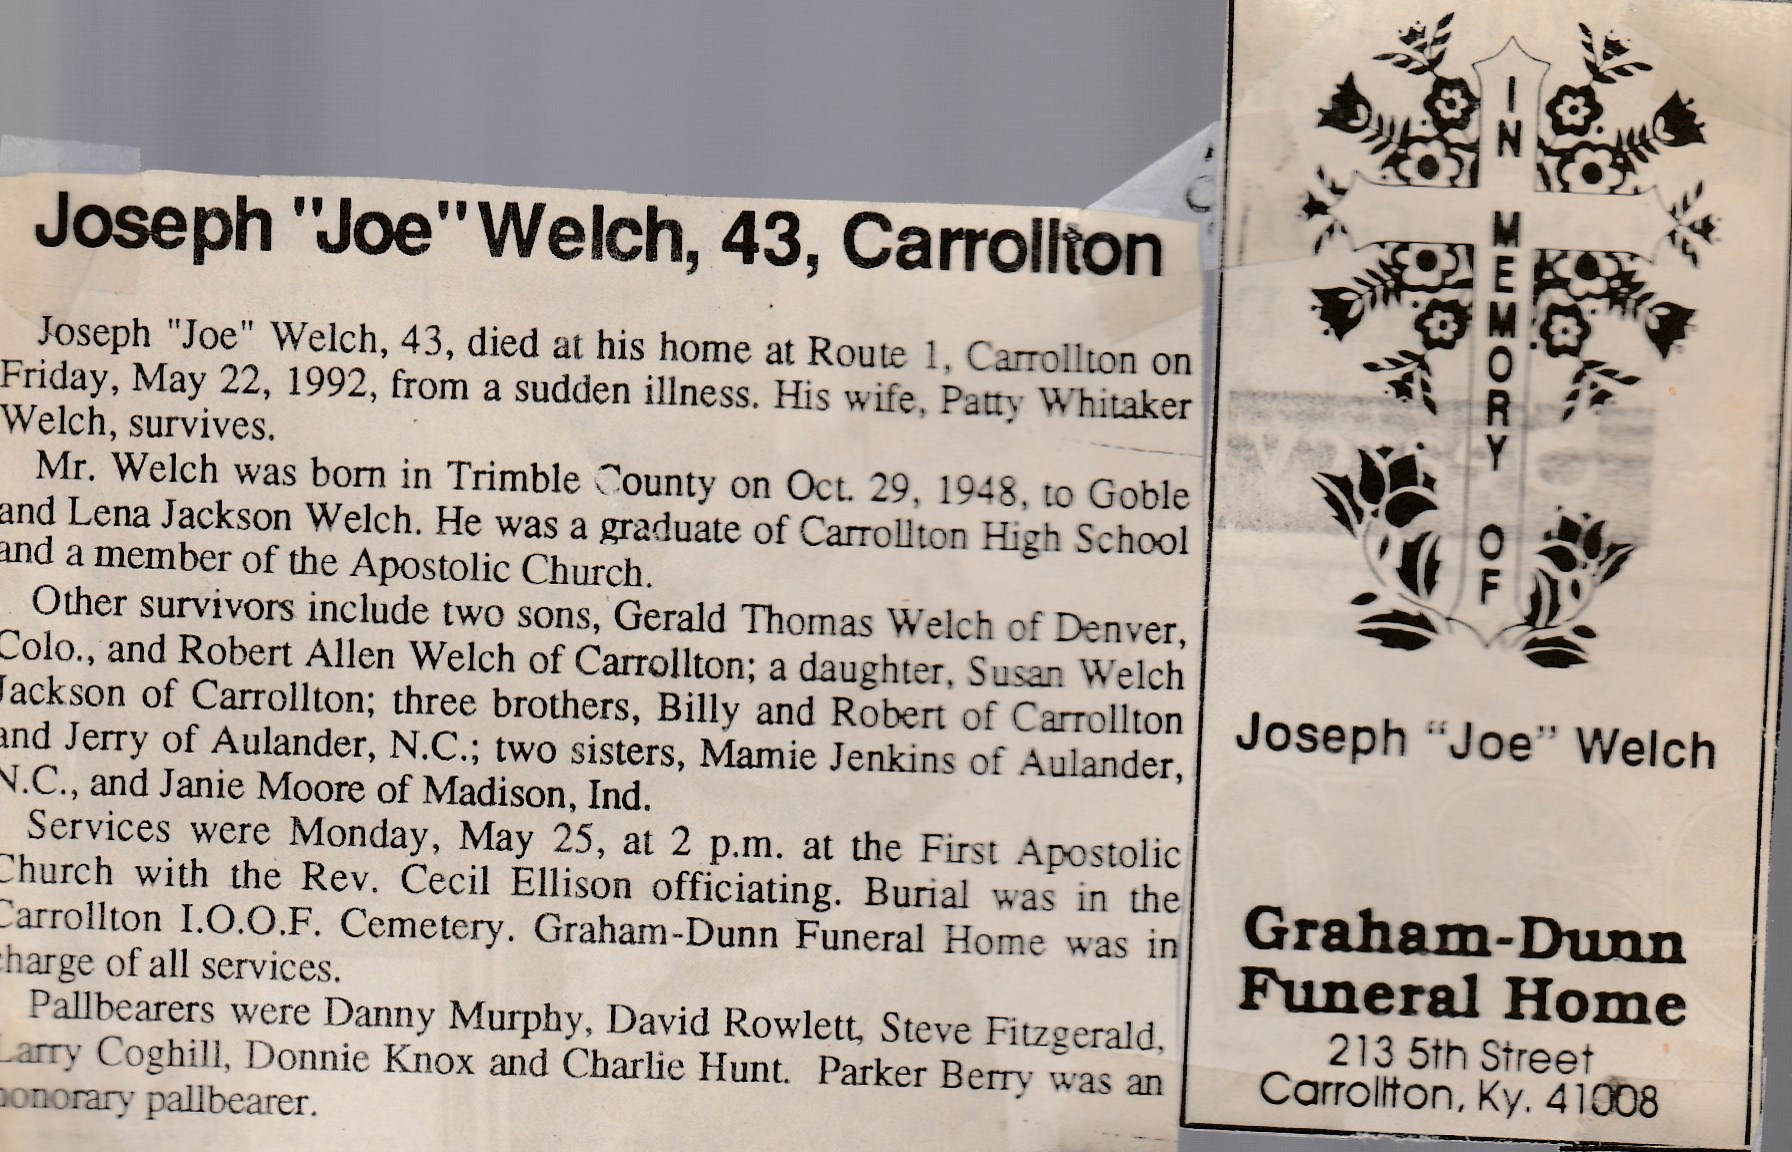 Joseph "Joe" Welch, 43, Carrollton
Joseph "Joe" Welch, 43, died at his home at Route 1, Carrollton on
Friday, May 22, 1992, from a sudden illness. His wife, Patty Whitaker
Welch, survives.
Mr. Welch was born in Trimble County on Oct. 29, 1948, to Goble
and Lena Jackson Welch. He was a graduate of Carrollton High School
and a member of the Apostolic Church.
Other survivors include two sons, Gerald Thomas Welch of Denver,
Colo., and Robert Allen Welch of Carrollton; a daughter, Susan Welch
Jackson of Carrollton; three brothers, Billy and Robert of Carrollton
and Jerry of Aulander, N.C.; two sisters, Mamie Jenkins of Aulander,
N.C., and Janie Moore of Madison, Ind.
Services were Monday, May 25, at 2 p.m. at the First Apostolic
Church with the Rev. Cecil Ellison officiating. Burial was in the
Carrollton I.O.O.F. Cemetery. Graham-Dunn Funeral Home was in
charge of all services.
Pallbearers were Danny Murphy, David Rowlett, Steve Fitzgerald,
Larry Coghill, Donnie Knox and Charlie Hunt. Parker Berry was an
honorary pallbearer.
IN MEMORY OF
Joseph "Joe" Welch
Graham-Dunn
Funeral Home
213 5th Street
Carrollton, Ky. 41008